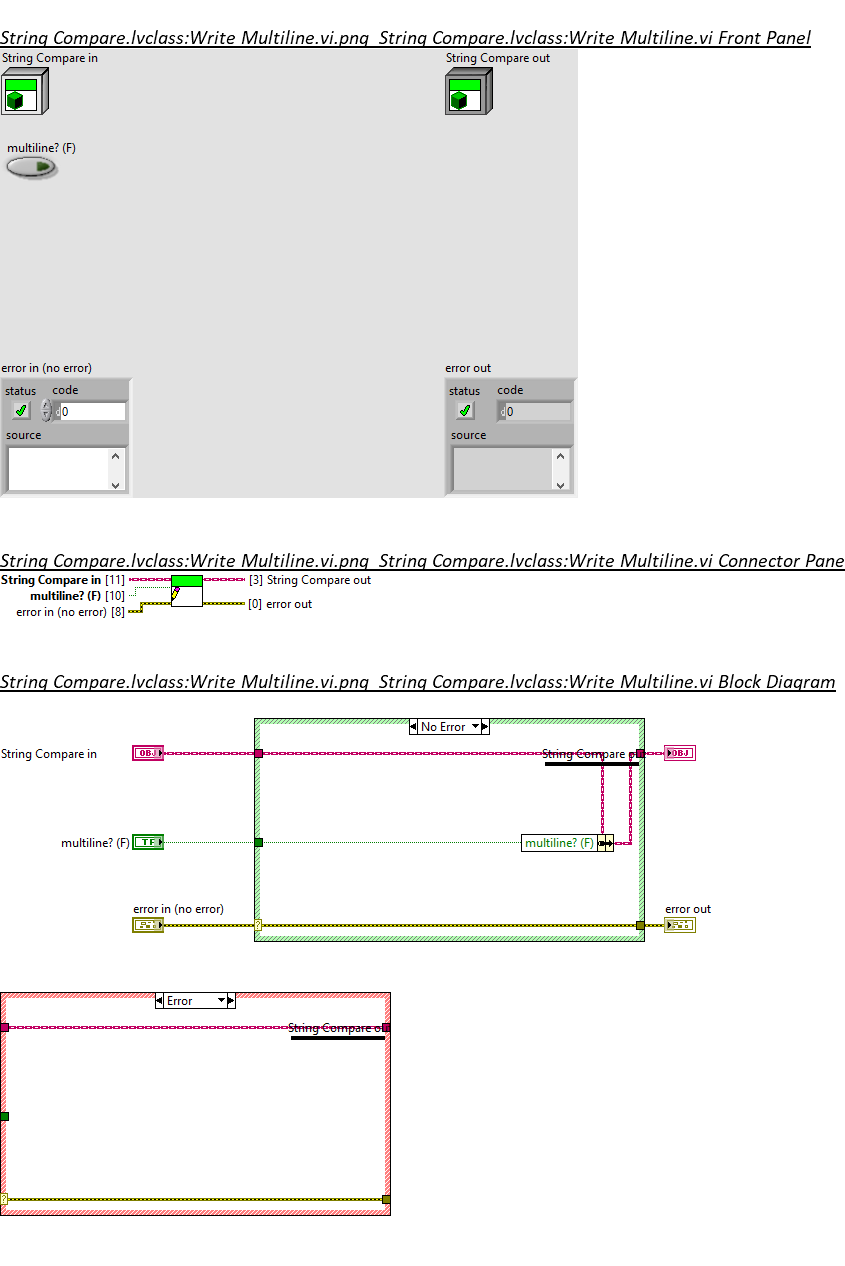 String Compare.lvclass:Write Multiline.vi.png String Compare.lvclass:Write Multiline.vi Front Panel
String Compare in
String Compare out
multiline? (F)
error in (no error)
error out
status code
status code
d 0
d 0
source
source
String Compare.lvclass:Write Multiline.vi.png String Compare.lvclass:Write Multiline.vi Connector Pane
String Compare in [11]
[3] String Compare out
multiline? (F) [10]
[0] error out
error in (no error) [8]
String Compare.lvclass:Write Multiline.vi.png String Compare.lvclass:Write Multiline.vi Block Diagram
No Error
String Compare in
OBJ
String Compare out
OBJ
multiline? (F)
TF
multiline? (F)
error in (no error)
error out
?
Error
String Compare o
?